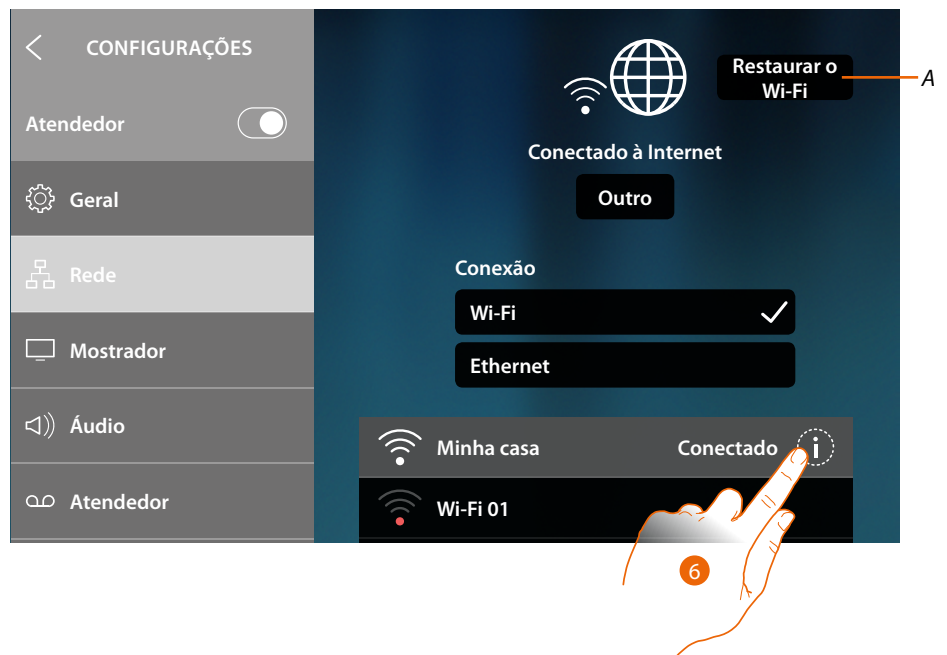 CONFIGURAÇÕES
Atendedor
Geral
Rede
Mostrador
Áudio
Atendedor
Restaurar o
Wi-Fi
A
Conectado à Internet
Outro
Conexão
Wi-Fi
Ethernet
Minha casa Conectado i
Wi-Fi 01
6